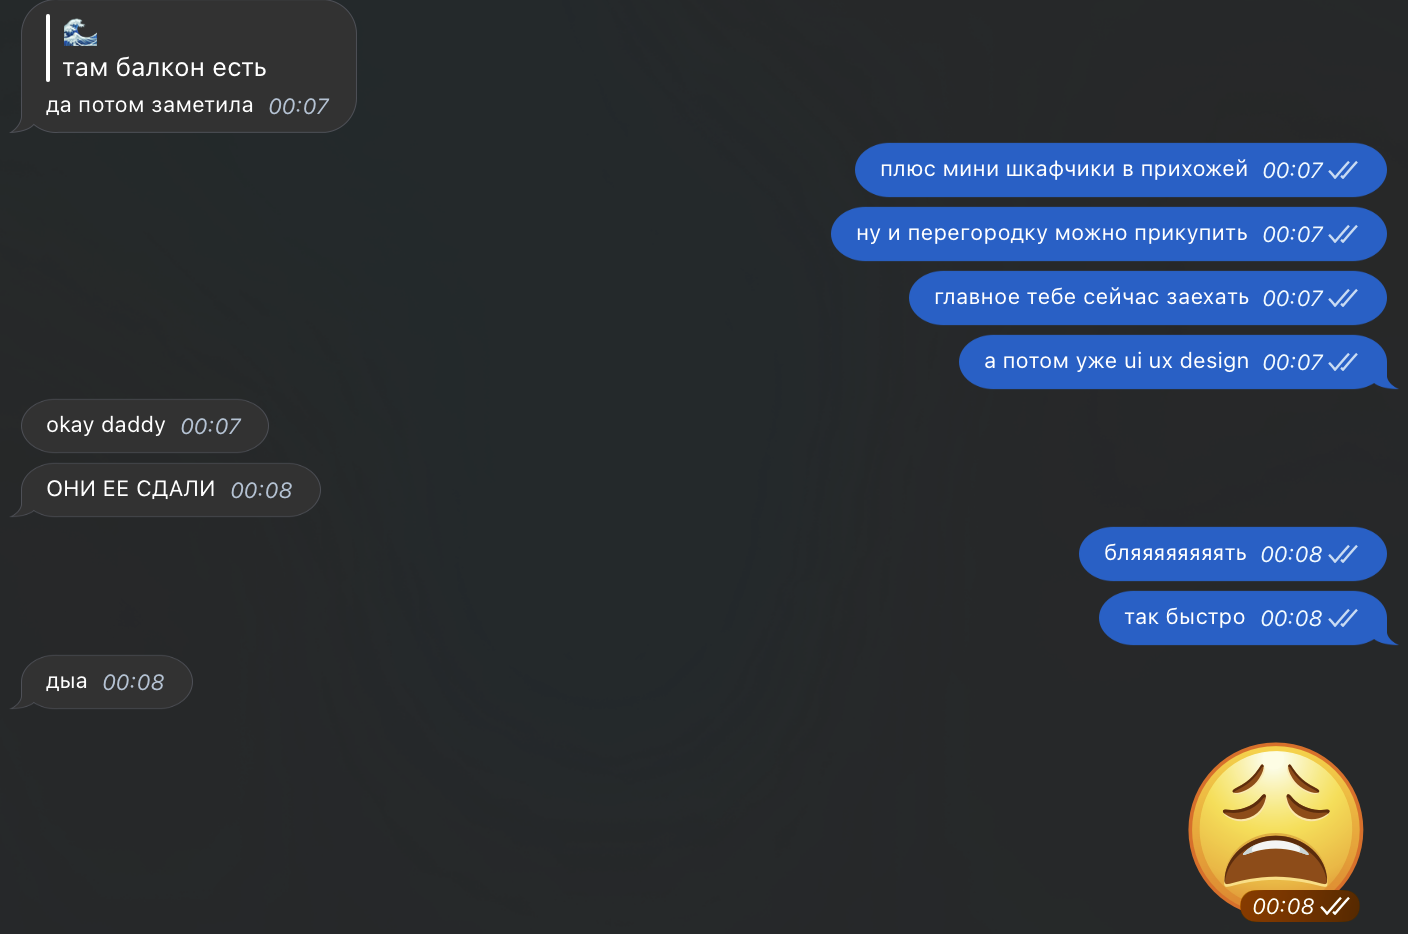 🌊
там балкон есть
да потом заметила 00:07
плюс мини шкафчики в прихожей 00:07
ну и перегородку можно прикупить 00:07
главное тебе сейчас заехать 00:07
а потом уже ui ux design 00:07
okay daddy 00:07
ОНИ ЕЕ СДАЛИ 00:08
бляяяяяяяять 00:08
так быстро 00:08
дыа 00:08
00:08